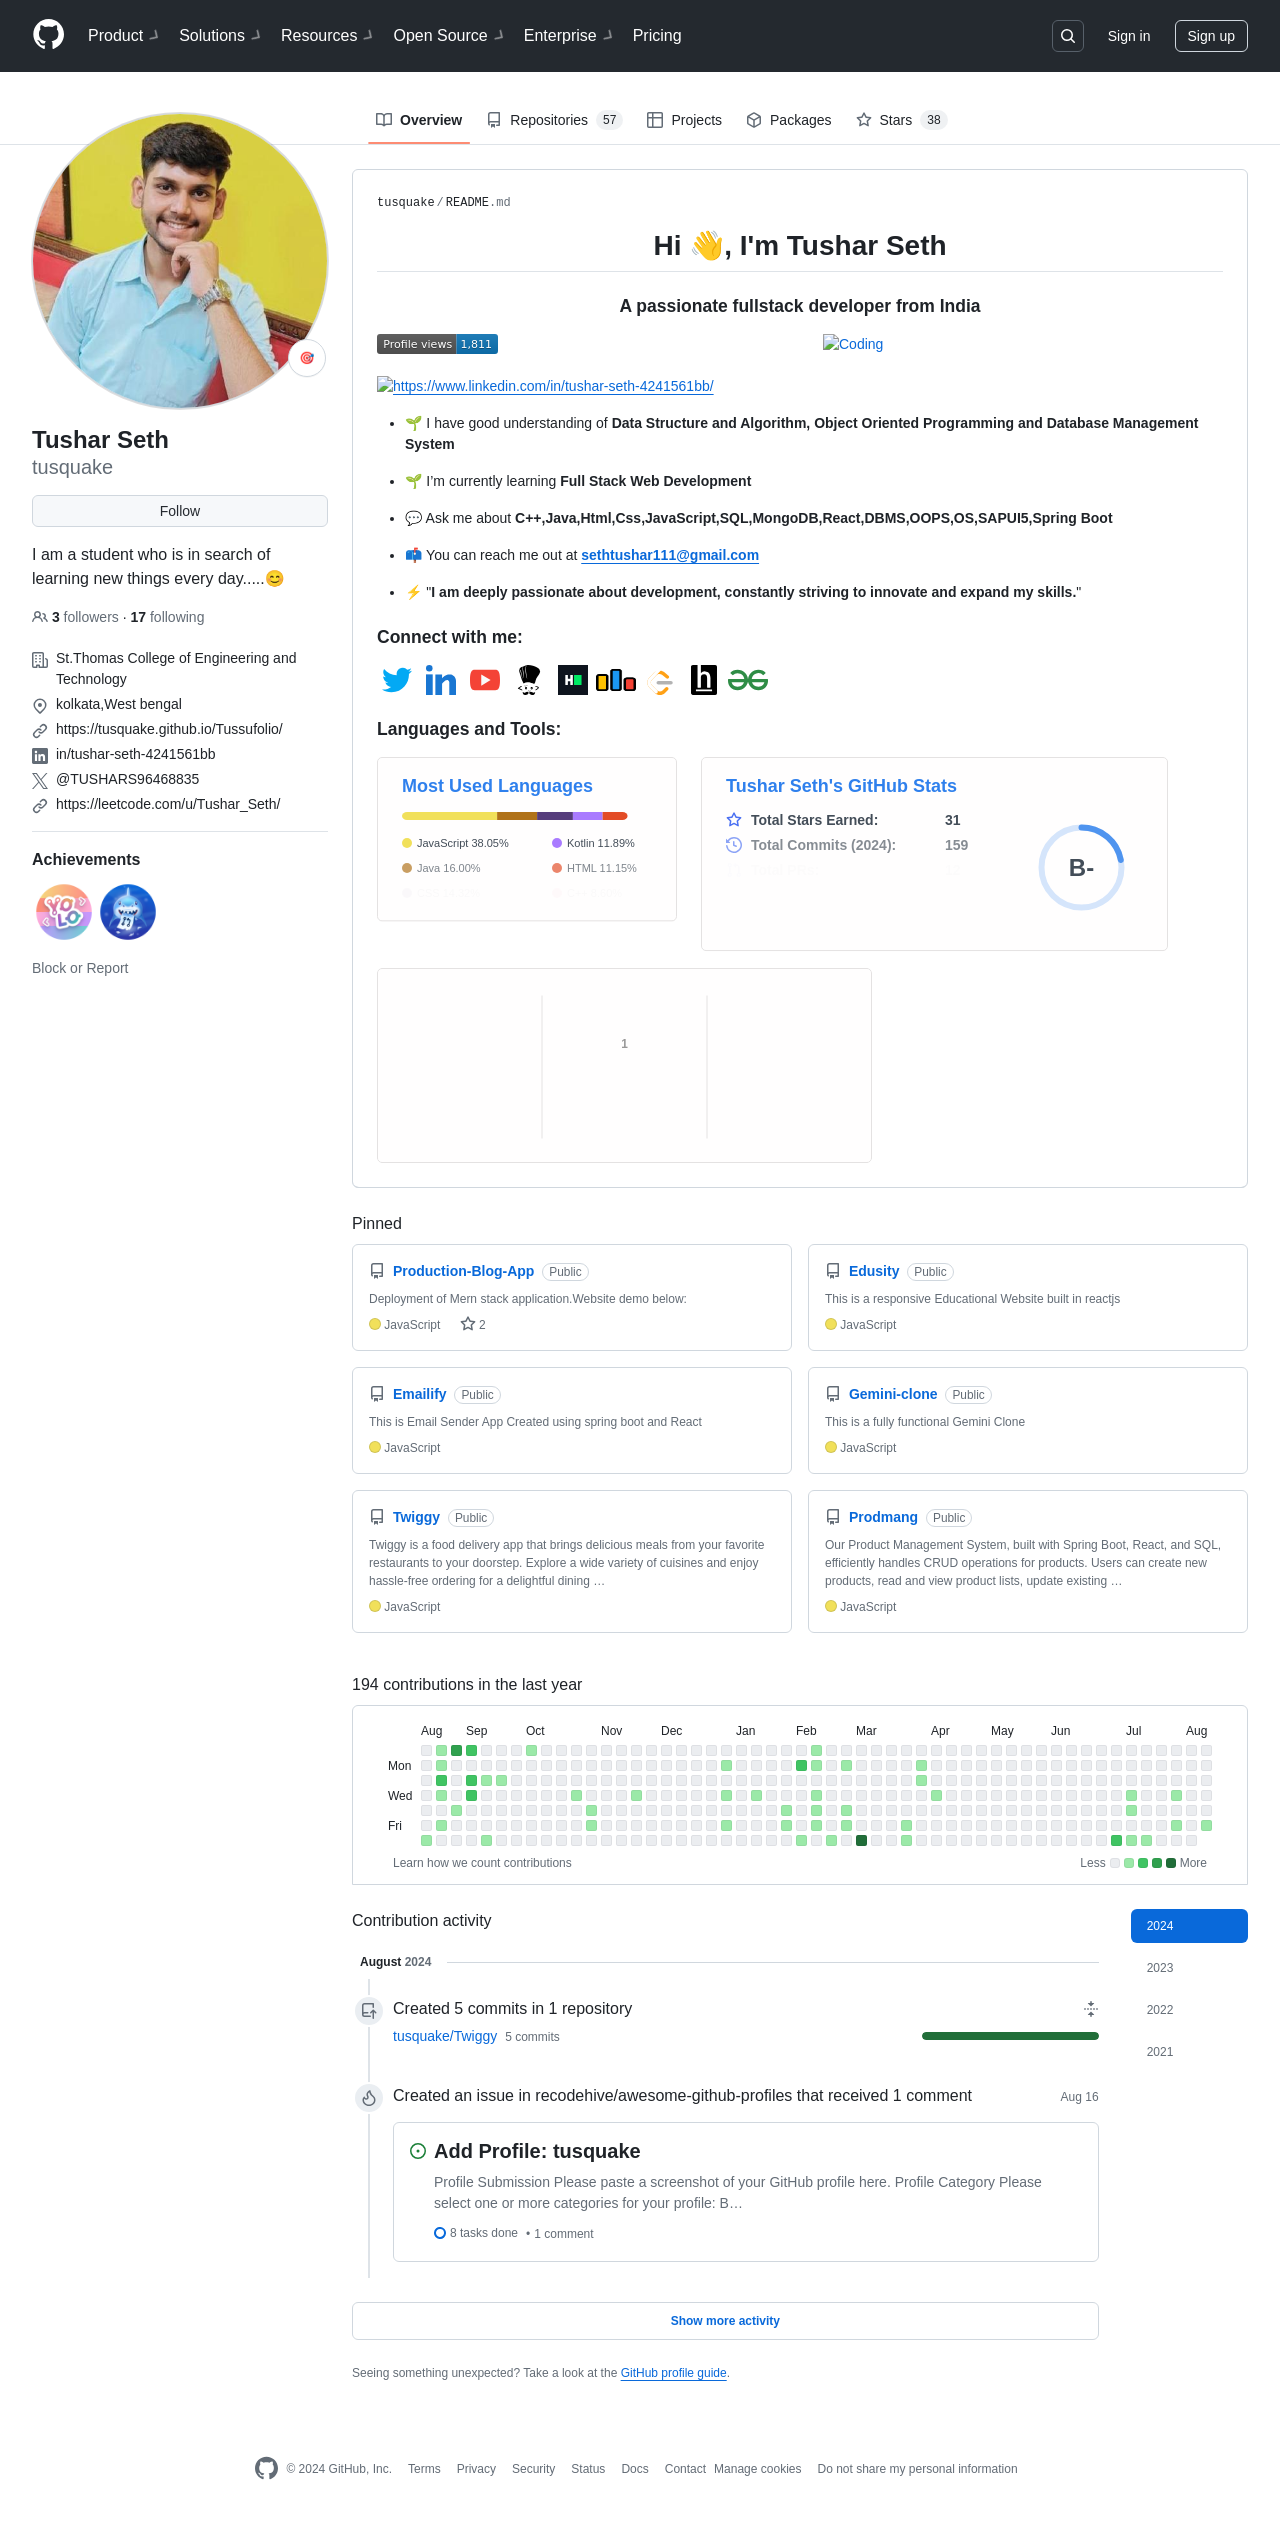 Product Solutions Resources Open Source Enterprise Pricing Sign in Sign up
Overview Repositories 57 Projects Packages Stars 38
Tushar Seth
tusquake
Follow
I am a student who is in search of
learning new things every day.....😊
3 followers · 17 following
St.Thomas College of Engineering and
Technology
kolkata,West bengal
https://tusquake.github.io/Tussufolio/
in/tushar-seth-4241561bb
@TUSHARS96468835
https://leetcode.com/u/Tushar_Seth/
Achievements
YOLO
Block or Report
tusquake/README.md
Hi 👋, I'm Tushar Seth
A passionate fullstack developer from India
Profile views 1,811
Coding
https://www.linkedin.com/in/tushar-seth-4241561bb/
• 🌱 I have good understanding of Data Structure and Algorithm, Object Oriented Programming and Database Management
System
• 🌱 I’m currently learning Full Stack Web Development
• 💬 Ask me about C++,Java,Html,Css,JavaScript,SQL,MongoDB,React,DBMS,OOPS,OS,SAPUI5,Spring Boot
• 📫 You can reach me out at sethtushar111@gmail.com
• ⚡ "I am deeply passionate about development, constantly striving to innovate and expand my skills."
Connect with me:
Languages and Tools:
Most Used Languages
JavaScript 38.05% Kotlin 11.89%
Java 16.00% HTML 11.15%
Tushar Seth's GitHub Stats
Total Stars Earned: 31
Total Commits (2024): 159
B-
1
Pinned
Production-Blog-App Public
Deployment of Mern stack application.Website demo below:
JavaScript 2
Edusity Public
This is a responsive Educational Website built in reactjs
JavaScript
Emailify Public
This is Email Sender App Created using spring boot and React
JavaScript
Gemini-clone Public
This is a fully functional Gemini Clone
JavaScript
Twiggy Public
Twiggy is a food delivery app that brings delicious meals from your favorite
restaurants to your doorstep. Explore a wide variety of cuisines and enjoy
hassle-free ordering for a delightful dining …
JavaScript
Prodmang Public
Our Product Management System, built with Spring Boot, React, and SQL,
efficiently handles CRUD operations for products. Users can create new
products, read and view product lists, update existing …
JavaScript
194 contributions in the last year
Aug Sep Oct Nov Dec Jan Feb Mar Apr May Jun Jul Aug
Mon
Wed
Fri
Learn how we count contributions Less More
Contribution activity
2024
2023
2022
2021
August 2024
Created 5 commits in 1 repository
tusquake/Twiggy 5 commits
Created an issue in recodehive/awesome-github-profiles that received 1 comment Aug 16
Add Profile: tusquake
Profile Submission Please paste a screenshot of your GitHub profile here. Profile Category Please
select one or more categories for your profile: B…
8 tasks done • 1 comment
Show more activity
Seeing something unexpected? Take a look at the GitHub profile guide.
© 2024 GitHub, Inc. Terms Privacy Security Status Docs Contact Manage cookies Do not share my personal information